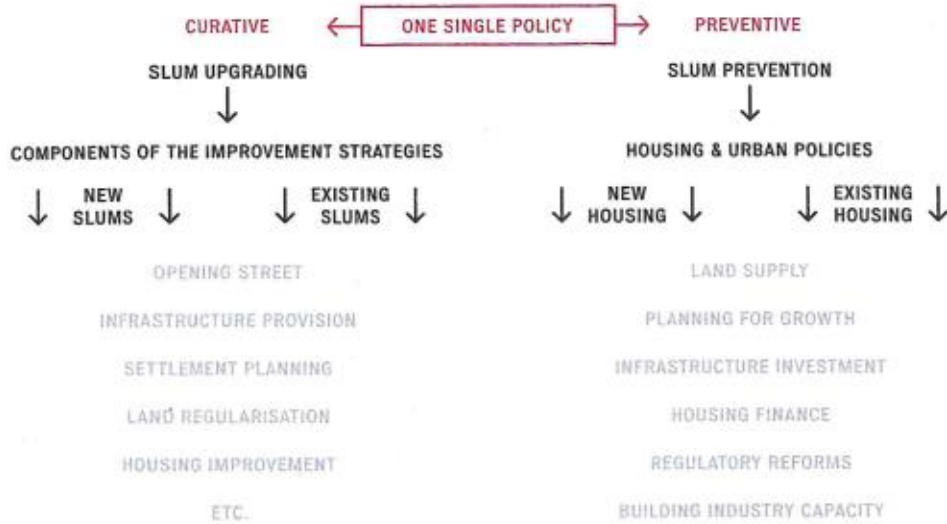 CURATIVE
ONE SINGLE POLICY
PREVENTIVE
SLUM UPGRADING
SLUM PREVENTION
COMPONENTS OF THE IMPROVEMENT STRATEGIES
HOUSING & URBAN POLICIES
NEW
SLUMS
EXISTING
SLUMS
NEW
HOUSING
EXISTING
HOUSING
OPENING STREET
INFRASTRUCTURE PROVISION
SETTLEMENT PLANNING
LAND REGULARISATION
HOUSING IMPROVEMENT
ETC.
LAND SUPPLY
PLANNING FOR GROWTH
INFRASTRUCTURE INVESTMENT
HOUSING FINANCE
REGULATORY REFORMS
BUILDING INDUSTRY CAPACITY